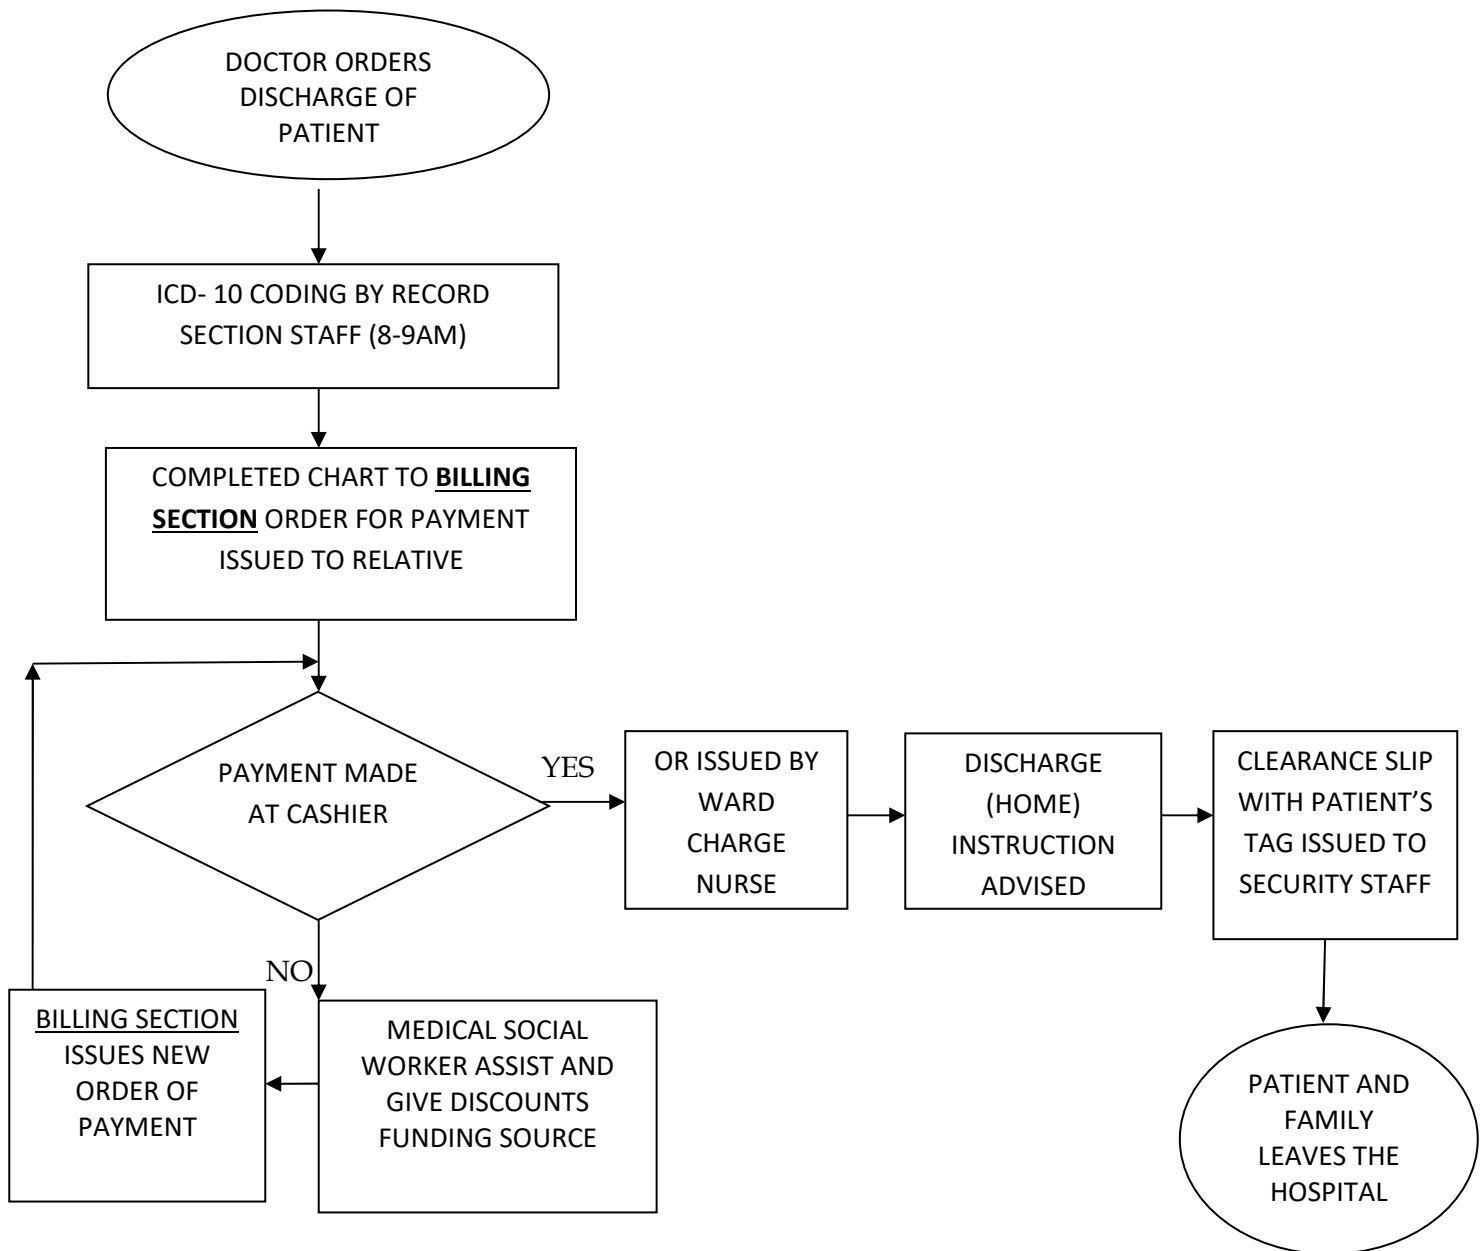 DOCTOR ORDERS
DISCHARGE OF
PATIENT
ICD- 10 CODING BY RECORD
SECTION STAFF (8-9AM)
COMPLETED CHART TO BILLING
SECTION ORDER FOR PAYMENT
ISSUED TO RELATIVE
PAYMENT MADE
AT CASHIER
YES
OR ISSUED BY
WARD
CHARGE
NURSE
DISCHARGE
(HOME)
INSTRUCTION
ADVISED
CLEARANCE SLIP
WITH PATIENT’S
TAG ISSUED TO
SECURITY STAFF
NO
BILLING SECTION
ISSUES NEW
ORDER OF
PAYMENT
MEDICAL SOCIAL
WORKER ASSIST AND
GIVE DISCOUNTS
FUNDING SOURCE
PATIENT AND
FAMILY
LEAVES THE
HOSPITAL